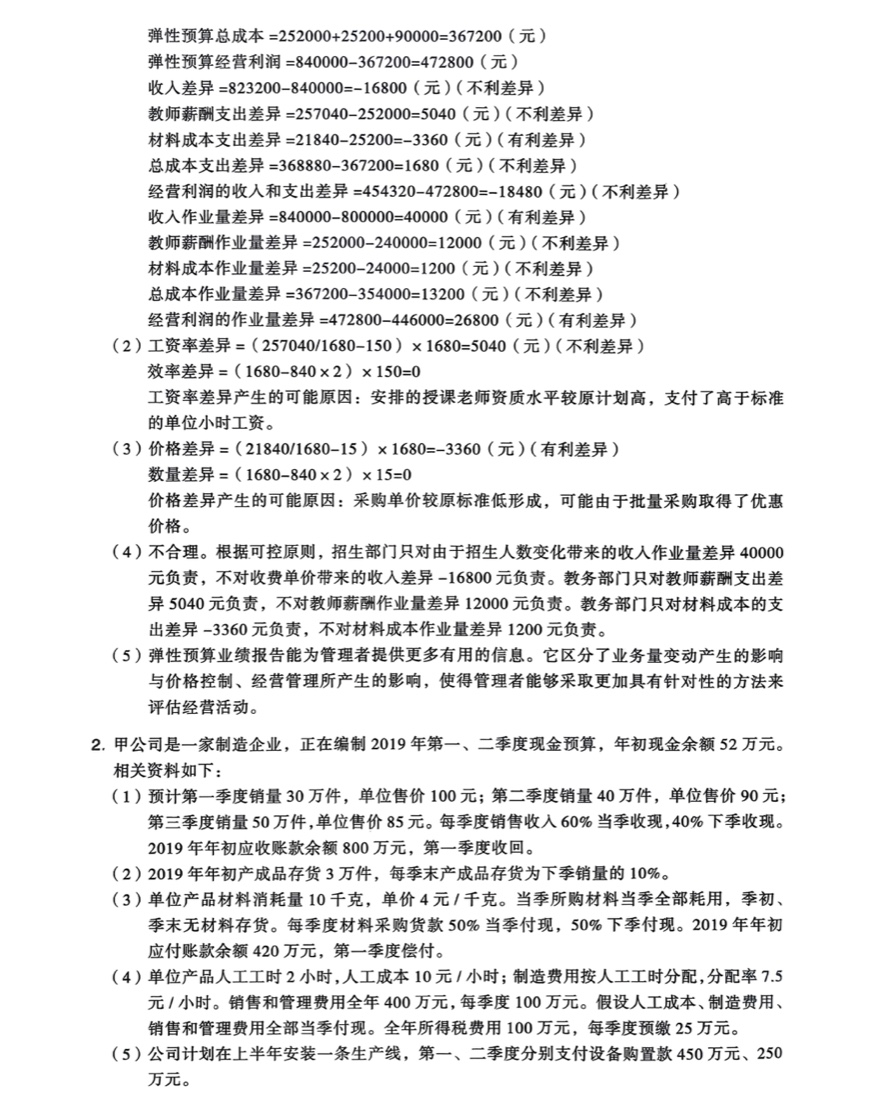 弹性预算总成本 =252000+25200+90000=367200（元）
弹性预算经营利润 =840000−367200=472800（元）
收入差异 =823200−840000=−16800（元）（不利差异）
教师薪酬支出差异 =257040−252000=5040（元）（不利差异）
材料成本支出差异 =21840−25200=−3360（元）（有利差异）
总成本支出差异 =368880−367200=1680（元）（不利差异）
经营利润的收入和支出差异 =454320−472800=−18480（元）（不利差异）
收入作业量差异 =840000−800000=40000（元）（有利差异）
教师薪酬作业量差异 =252000−240000=12000（元）（不利差异）
材料成本作业量差异 =25200−24000=1200（元）（不利差异）
总成本作业量差异 =367200−354000=13200（元）（不利差异）
经营利润的作业量差异 =472800−446000=26800（元）（有利差异）
（2）工资率差异 =（257040/1680−150）×1680=5040（元）（不利差异）
效率差异 =（1680−840×2）×150=0
工资率差异产生的可能原因：安排的授课老师资质水平较原计划高，支付了高于标准
的单位小时工资。
（3）价格差异 =（21840/1680−15）×1680=−3360（元）（有利差异）
数量差异 =（1680−840×2）×15=0
价格差异产生的可能原因：采购单价较原标准低形成，可能由于批量采购取得了优惠
价格。
（4）不合理。根据可控原则，招生部门只对由于招生人数变化带来的收入作业量差异 40000
元负责，不对收费单价带来的收入差异 −16800 元负责。教务部门只对教师薪酬支出差
异 5040 元负责，不对教师薪酬作业量差异 12000 元负责。教务部门只对材料成本的支
出差异 −3360 元负责，不对材料成本作业量差异 1200 元负责。
（5）弹性预算业绩报告能为管理者提供更多有用的信息。它区分了业务量变动产生的影响
与价格控制、经营管理所产生的影响，使得管理者能够采取更加具有针对性的方法来
评估经营活动。
2. 甲公司是一家制造企业，正在编制 2019 年第一、二季度现金预算，年初现金余额 52 万元。
相关资料如下：
（1）预计第一季度销量 30 万件，单位售价 100 元；第二季度销量 40 万件，单位售价 90 元；
第三季度销量 50 万件，单位售价 85 元。每季度销售收入 60% 当季收现，40% 下季收现。
2019 年年初应收账款余额 800 万元，第一季度收回。
（2）2019 年年初产成品存货 3 万件，每季末产成品存货为下季销量的 10%。
（3）单位产品材料消耗量 10 千克，单价 4 元 / 千克。当季所购材料当季全部耗用，季初、
季末无材料存货。每季度材料采购货款 50% 当季付现，50% 下季付现。2019 年年初
应付账款余额 420 万元，第一季度偿付。
（4）单位产品人工工时 2 小时，人工成本 10 元 / 小时；制造费用按人工工时分配，分配率 7.5
元 / 小时。销售和管理费用全年 400 万元，每季度 100 万元。假设人工成本、制造费用、
销售和管理费用全部当季付现。全年所得税费用 100 万元，每季度预缴 25 万元。
（5）公司计划在上半年安装一条生产线，第一、二季度分别支付设备购置款 450 万元、250
万元。